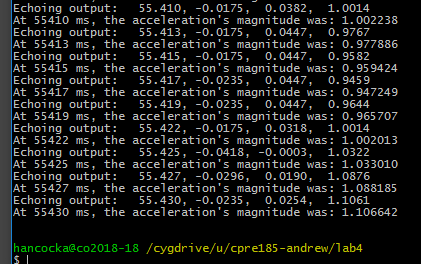 Echoing output:   55.410, -0.0175,  0.0382,  1.0014
At 55410 ms, the acceleration's magnitude was: 1.002238
Echoing output:   55.413, -0.0175,  0.0447,  0.9767
At 55413 ms, the acceleration's magnitude was: 0.977886
Echoing output:   55.415, -0.0175,  0.0447,  0.9582
At 55415 ms, the acceleration's magnitude was: 0.959424
Echoing output:   55.417, -0.0235,  0.0447,  0.9459
At 55417 ms, the acceleration's magnitude was: 0.947249
Echoing output:   55.419, -0.0235,  0.0447,  0.9644
At 55419 ms, the acceleration's magnitude was: 0.965707
Echoing output:   55.422, -0.0175,  0.0318,  1.0014
At 55422 ms, the acceleration's magnitude was: 1.002013
Echoing output:   55.425, -0.0418, -0.0003,  1.0322
At 55425 ms, the acceleration's magnitude was: 1.033010
Echoing output:   55.427, -0.0296,  0.0190,  1.0876
At 55427 ms, the acceleration's magnitude was: 1.088185
Echoing output:   55.430, -0.0235,  0.0254,  1.1061
At 55430 ms, the acceleration's magnitude was: 1.106642
hancocka@co2018-18 /cygdrive/u/cpre185-andrew/lab4
$